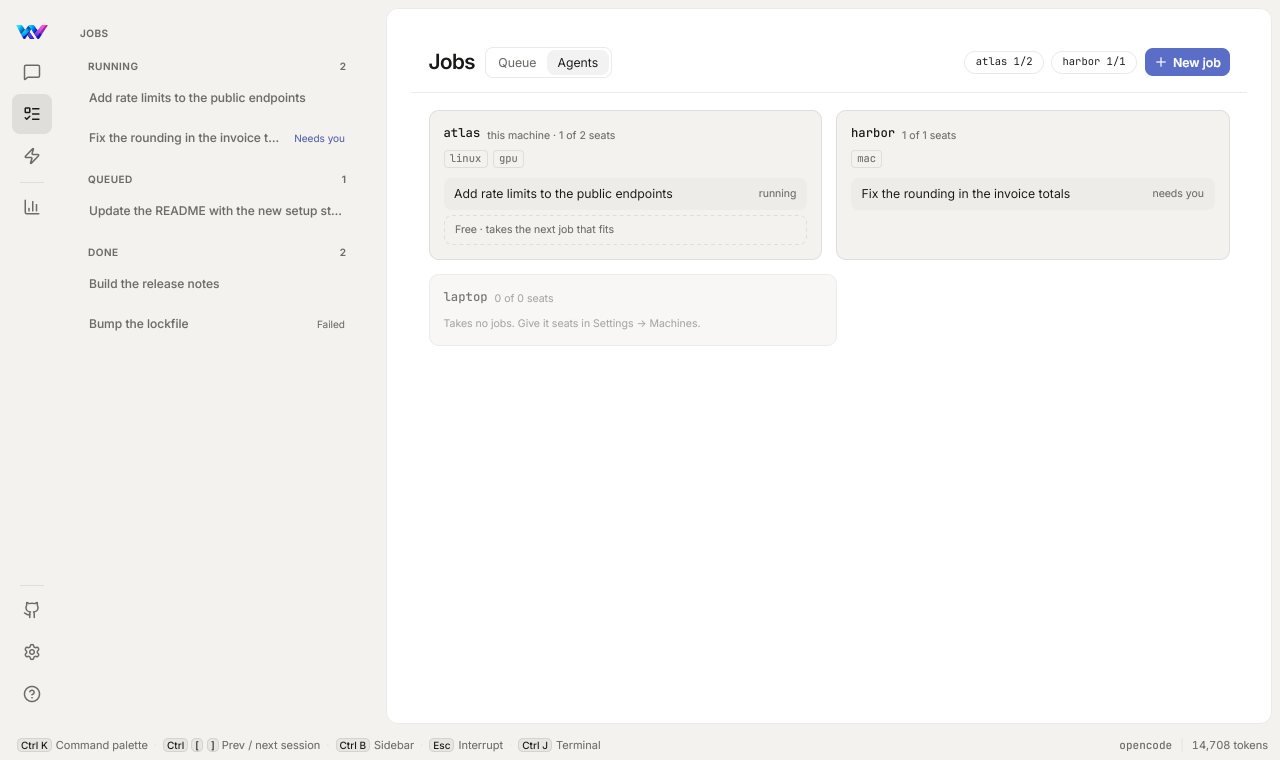 JOBS
RUNNING 2
Add rate limits to the public endpoints
Fix the rounding in the invoice t... Needs you
QUEUED 1
Update the README with the new setup st...
DONE 2
Build the release notes
Bump the lockfile Failed
Jobs Queue Agents atlas 1/2 harbor 1/1 New job
atlas this machine · 1 of 2 seats
linux gpu
Add rate limits to the public endpoints running
Free · takes the next job that fits
harbor 1 of 1 seats
mac
Fix the rounding in the invoice totals needs you
laptop 0 of 0 seats
Takes no jobs. Give it seats in Settings → Machines.
Ctrl K Command palette · Ctrl [ ] Prev / next session · Ctrl B Sidebar · Esc Interrupt · Ctrl J Terminal opencode 14,708 tokens